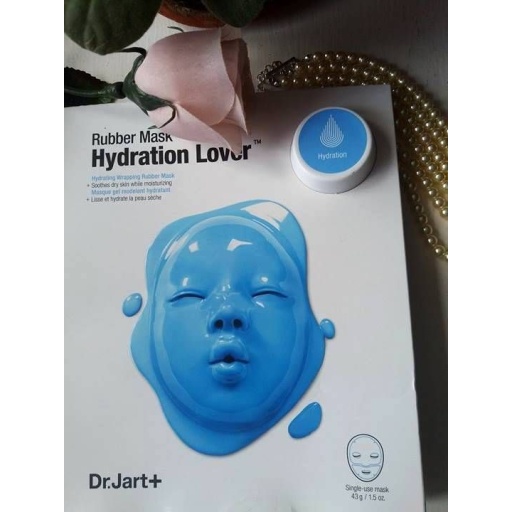 Rubber Mask
Hydration Lover™
Hydrating Wrapping Rubber Mask
+ Soothes dry skin while moisturizing
Masque gel modelant hydratant
+ Lisse et hydrate la peau sèche
Hydration
Dr.Jart+
Single-use mask
43 g / 1.5 oz.